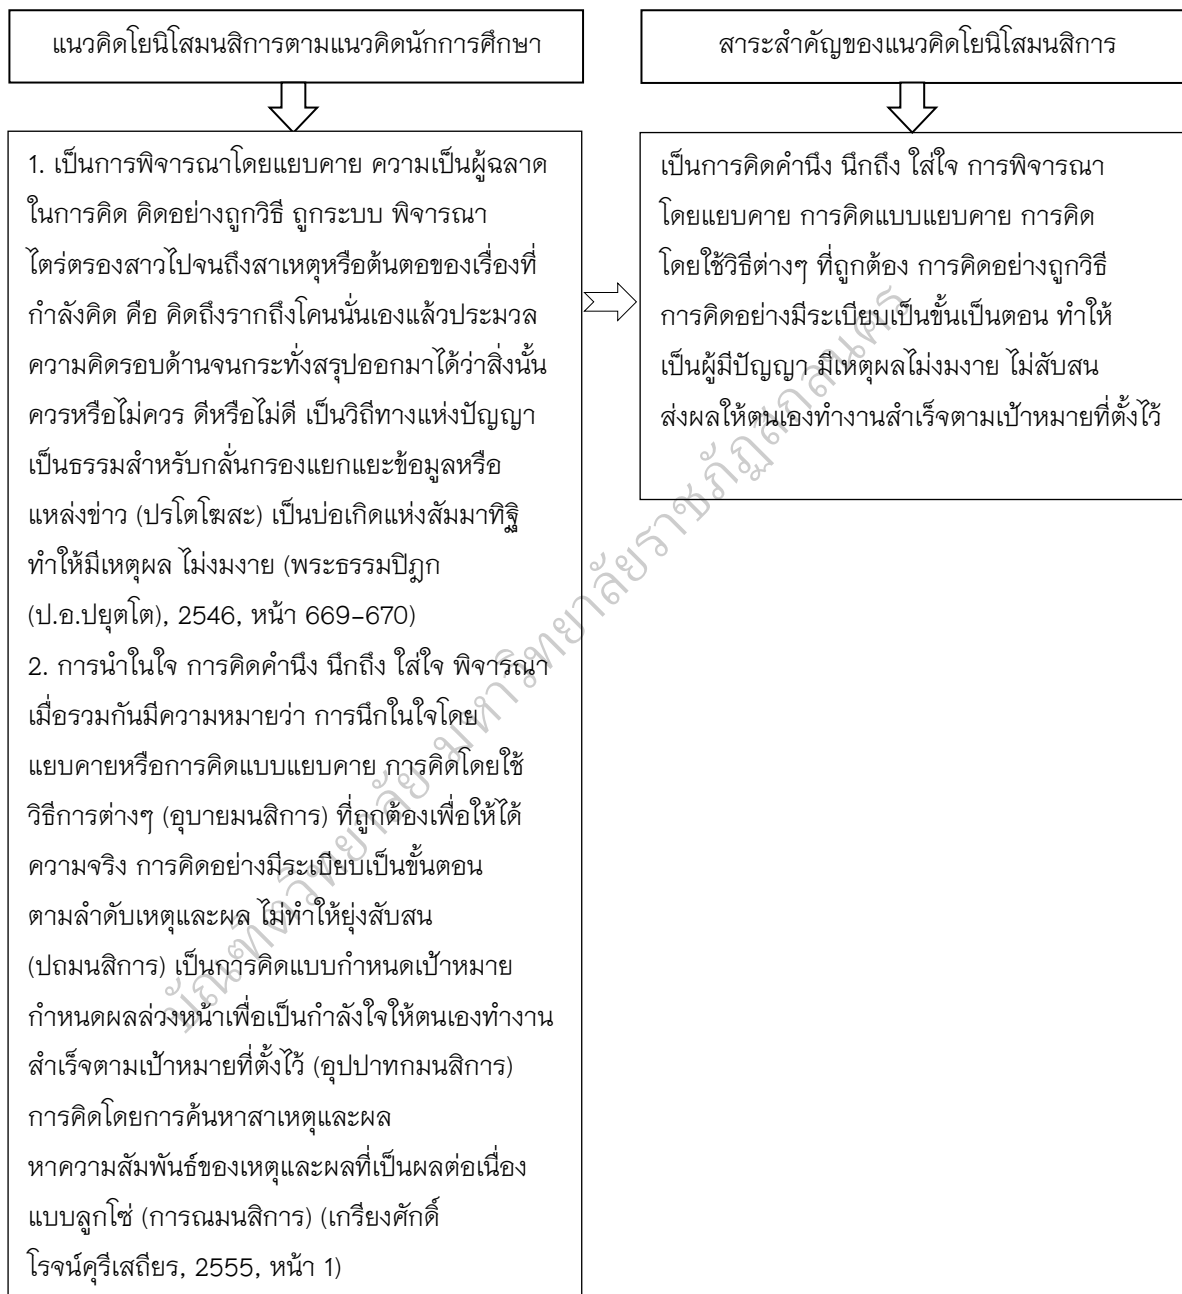 แนวคิดโยนิโสมนสิการตามแนวคิดนักการศึกษา
สาระสำคัญของแนวคิดโยนิโสมนสิการ
1. เป็นการพิจารณาโดยแยบคาย ความเป็นผู้ฉลาด
ในการคิด คิดอย่างถูกวิธี ถูกระบบ พิจารณา
ไตร่ตรองสาวไปจนถึงสาเหตุหรือต้นตอของเรื่องที่
กำลังคิด คือ คิดถึงรากถึงโคนนั่นเองแล้วประมวล
ความคิดรอบด้านจนกระทั่งสรุปออกมาได้ว่าสิ่งนั้น
ควรหรือไม่ควร ดีหรือไม่ดี เป็นวิถีทางแห่งปัญญา
เป็นธรรมสำหรับกลั่นกรองแยกแยะข้อมูลหรือ
แหล่งข่าว (ปรโตโฆสะ) เป็นบ่อเกิดแห่งสัมมาทิฐิ
ทำให้มีเหตุผล ไม่งมงาย (พระธรรมปิฎก
(ป.อ.ปยุตโต), 2546, หน้า 669-670)
2. การนำในใจ การคิดคำนึง นึกถึง ใส่ใจ พิจารณา
เมื่อรวมกันมีความหมายว่า การนึกในใจโดย
แยบคายหรือการคิดแบบแยบคาย การคิดโดยใช้
วิธีการต่างๆ (อุบายมนสิการ) ที่ถูกต้องเพื่อให้ได้
ความจริง การคิดอย่างมีระเบียบเป็นขั้นตอน
ตามลำดับเหตุและผล ไม่ทำให้ยุ่งสับสน
(ปถมนสิการ) เป็นการคิดแบบกำหนดเป้าหมาย
กำหนดผลล่วงหน้าเพื่อเป็นกำลังใจให้ตนเองทำงาน
สำเร็จตามเป้าหมายที่ตั้งไว้ (อุปปาทกมนสิการ)
การคิดโดยการค้นหาสาเหตุและผล
หาความสัมพันธ์ของเหตุและผลที่เป็นผลต่อเนื่อง
แบบลูกโซ่ (การณมนสิการ) (เกรียงศักดิ์
โรจน์คุรีเสถียร, 2555, หน้า 1)
เป็นการคิดคำนึง นึกถึง ใส่ใจ การพิจารณา
โดยแยบคาย การคิดแบบแยบคาย การคิด
โดยใช้วิธีต่างๆ ที่ถูกต้อง การคิดอย่างถูกวิธี
การคิดอย่างมีระเบียบเป็นขั้นเป็นตอน ทำให้
เป็นผู้มีปัญญา มีเหตุผลไม่งมงาย ไม่สับสน
ส่งผลให้ตนเองทำงานสำเร็จตามเป้าหมายที่ตั้งไว้
บัณฑิตวิทยาลัย มหาวิทยาลัยราชภัฏสกลนคร